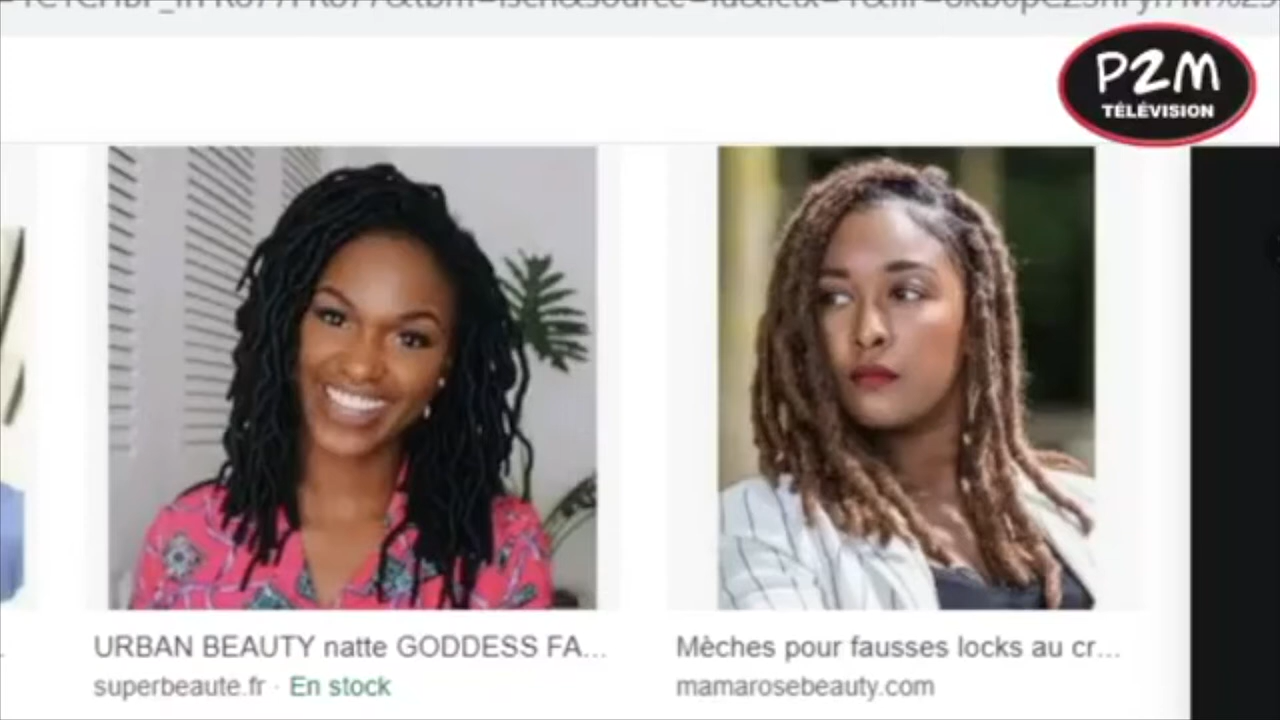 P2M
TÉLÉVISION
URBAN BEAUTY natte GODDESS FA...
superbeaute.fr · En stock
Mèches pour fausses locks au cr...
mamarosebeauty.com